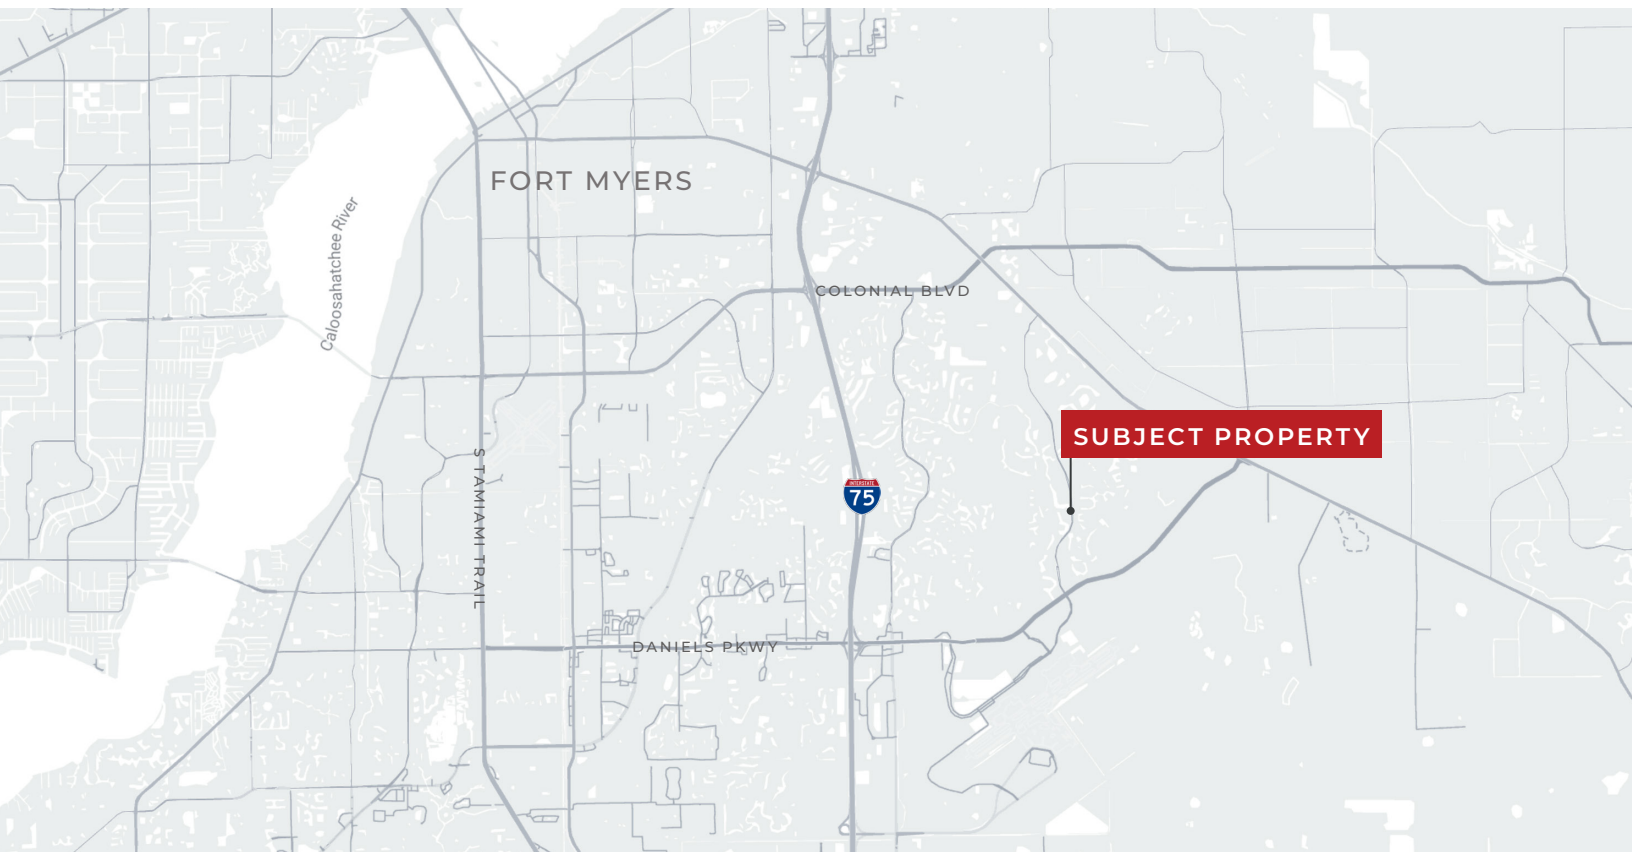 FORT MYERS
Caloosahatchee River
COLONIAL BLVD
SUBJECT PROPERTY
S TAMIAMI TRAIL
INTERSTATE
75
DANIELS PKWY